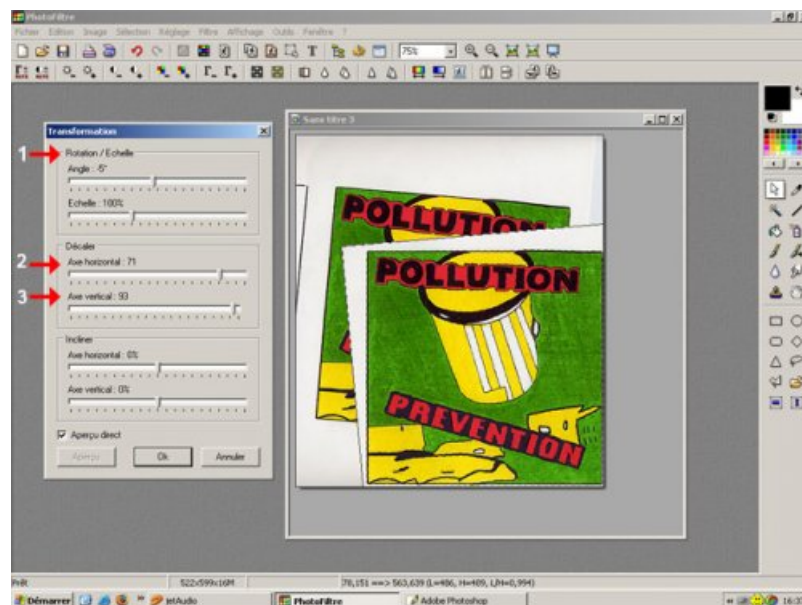 PhotoFiltre
Fichier Edition Image Sélection Réglage Filtre Affichage Outils Fenêtre ?
75%
Sans titre 3
Transformation
1
Rotation / Echelle
Angle : -5°
Echelle : 100%
Décaler
2
Axe horizontal : 71
3
Axe vertical : 93
Incliner
Axe horizontal : 0%
Axe vertical : 0%
Aperçu direct
Aperçu
Ok
Annuler
POLLUTION
POLLUTION
PREVENTION
Prêt
522x599x16M
78,151 ==> 563,639 (L=486, H=489, L/H=0,994)
Démarrer
JetAudio
PhotoFiltre
Adobe Photoshop